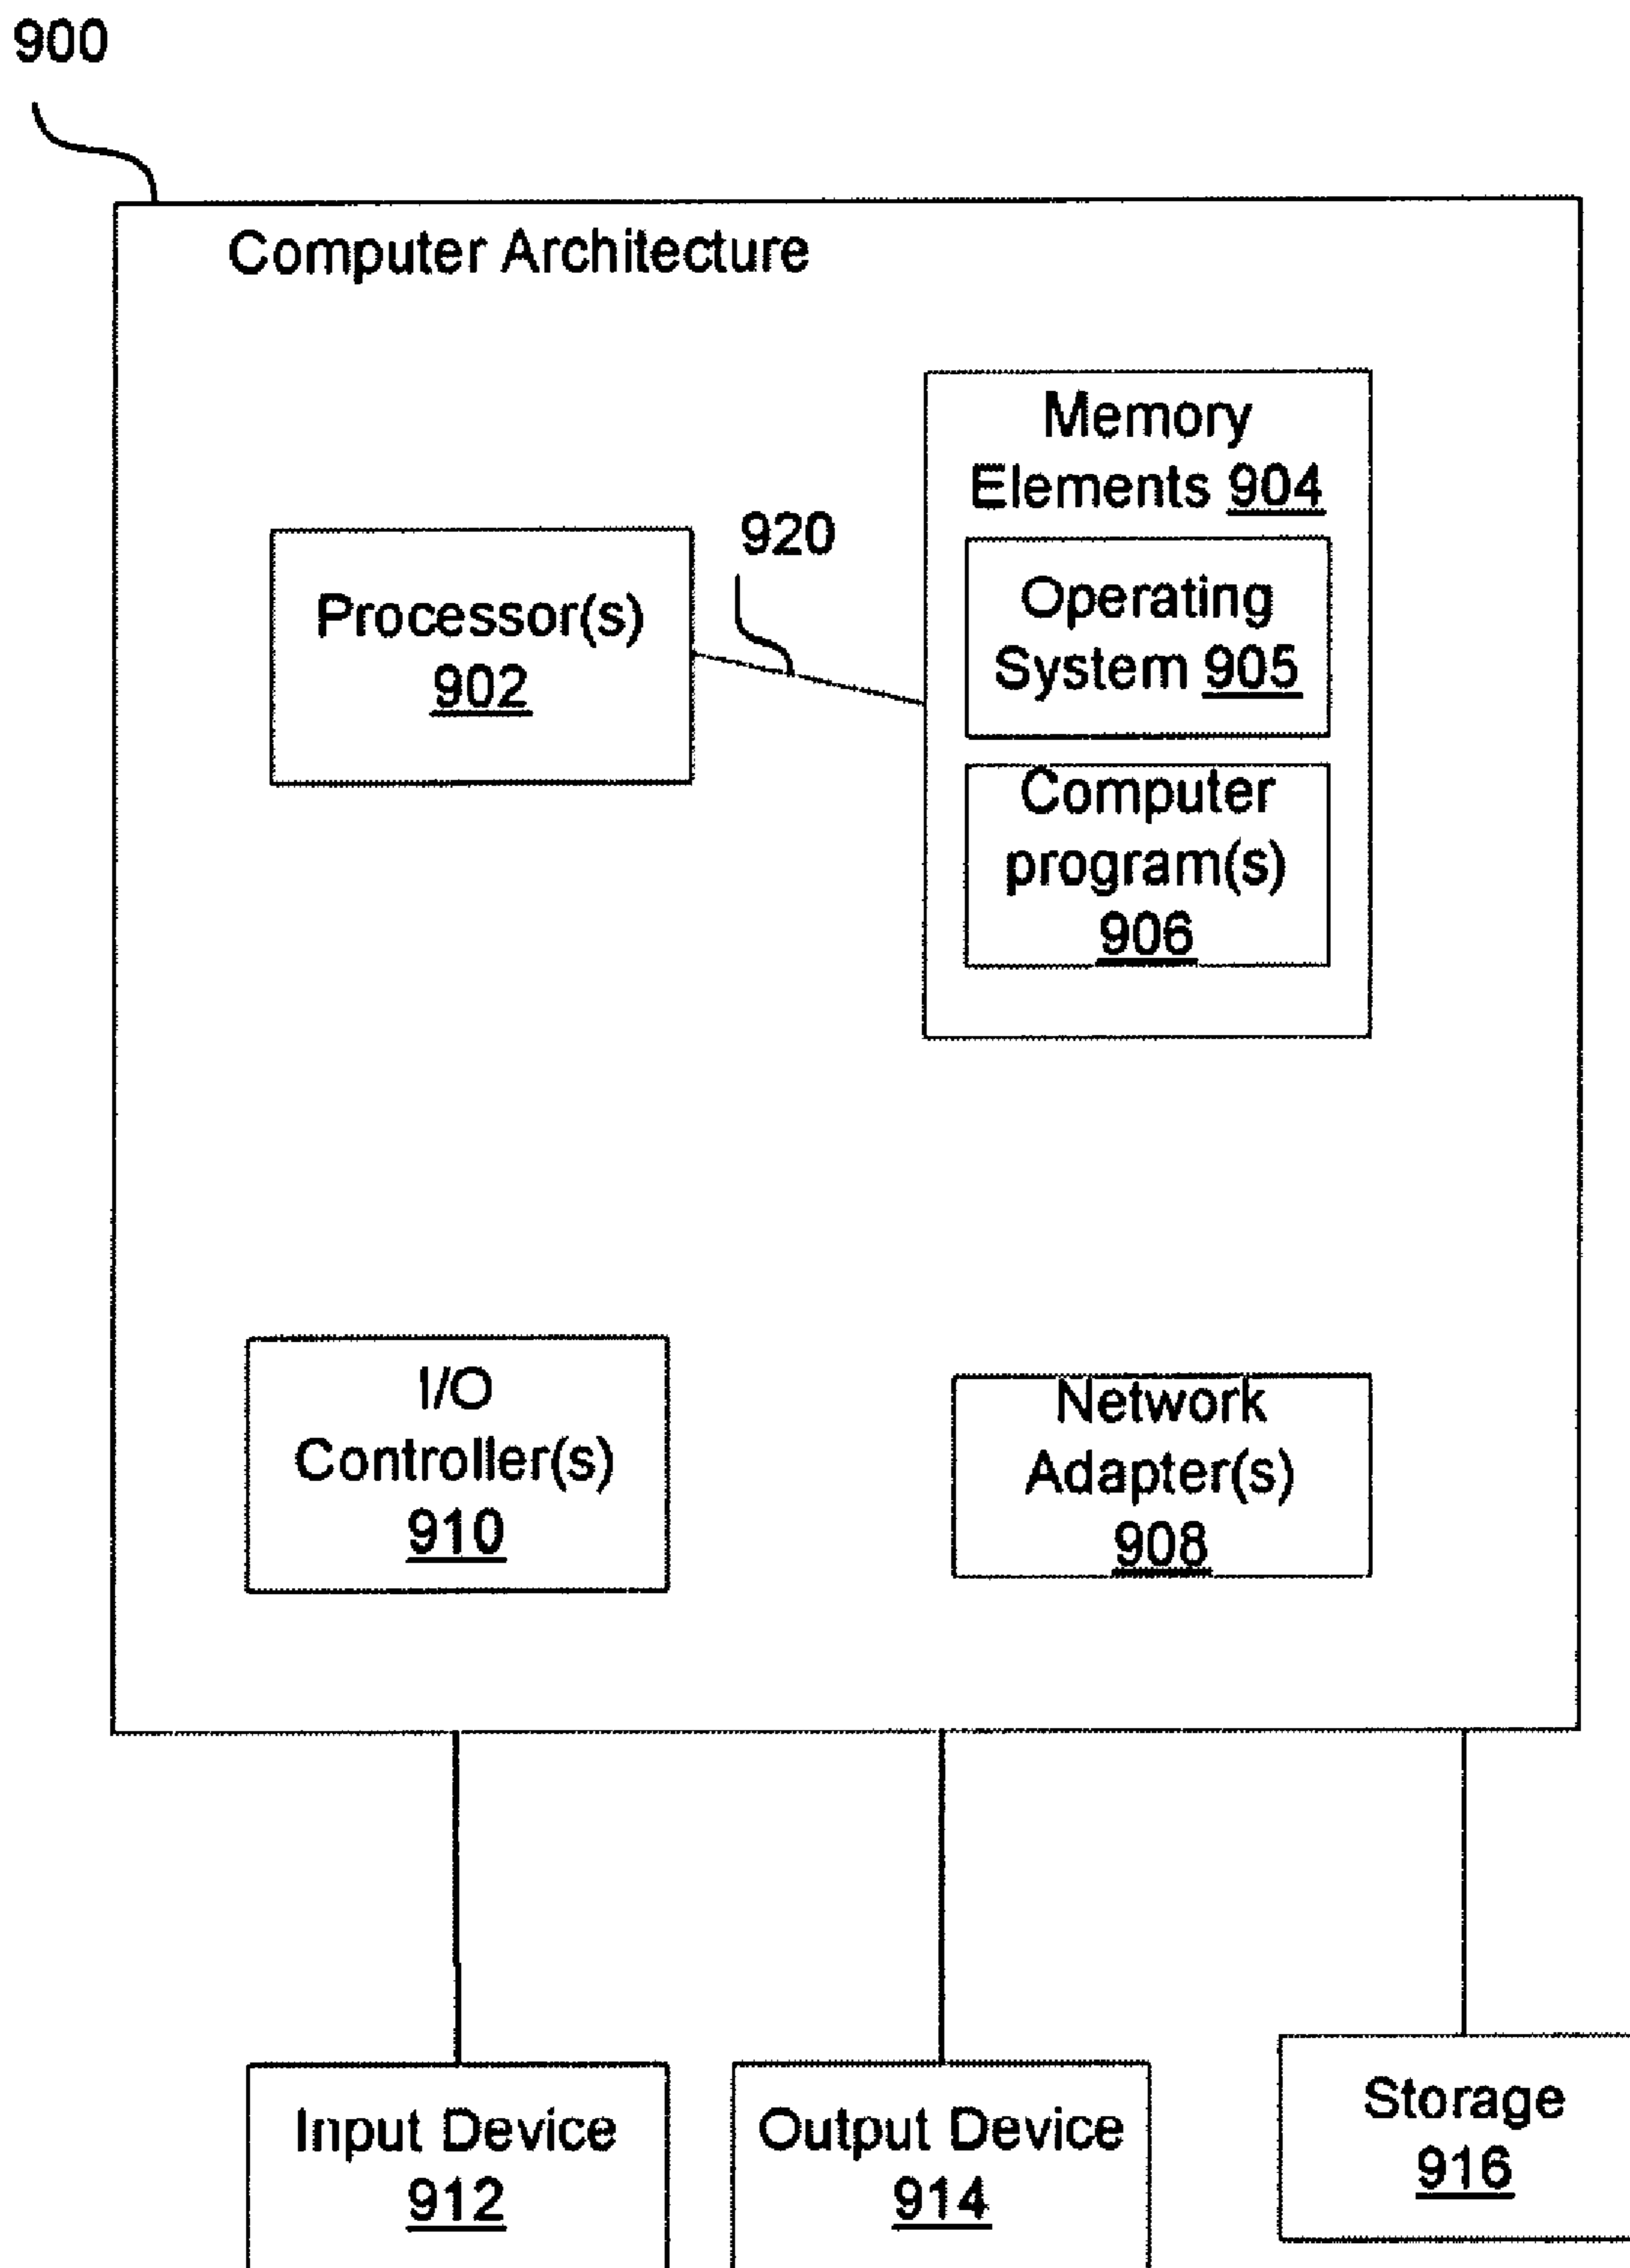 900
Computer Architecture
Memory
Elements 904
920
Processor(s)
902
Operating
System 905
Computer
program(s)
906
I/O
Controller(s)
910
Network
Adapter(s)
908
Input Device
912
Output Device
914
Storage
916